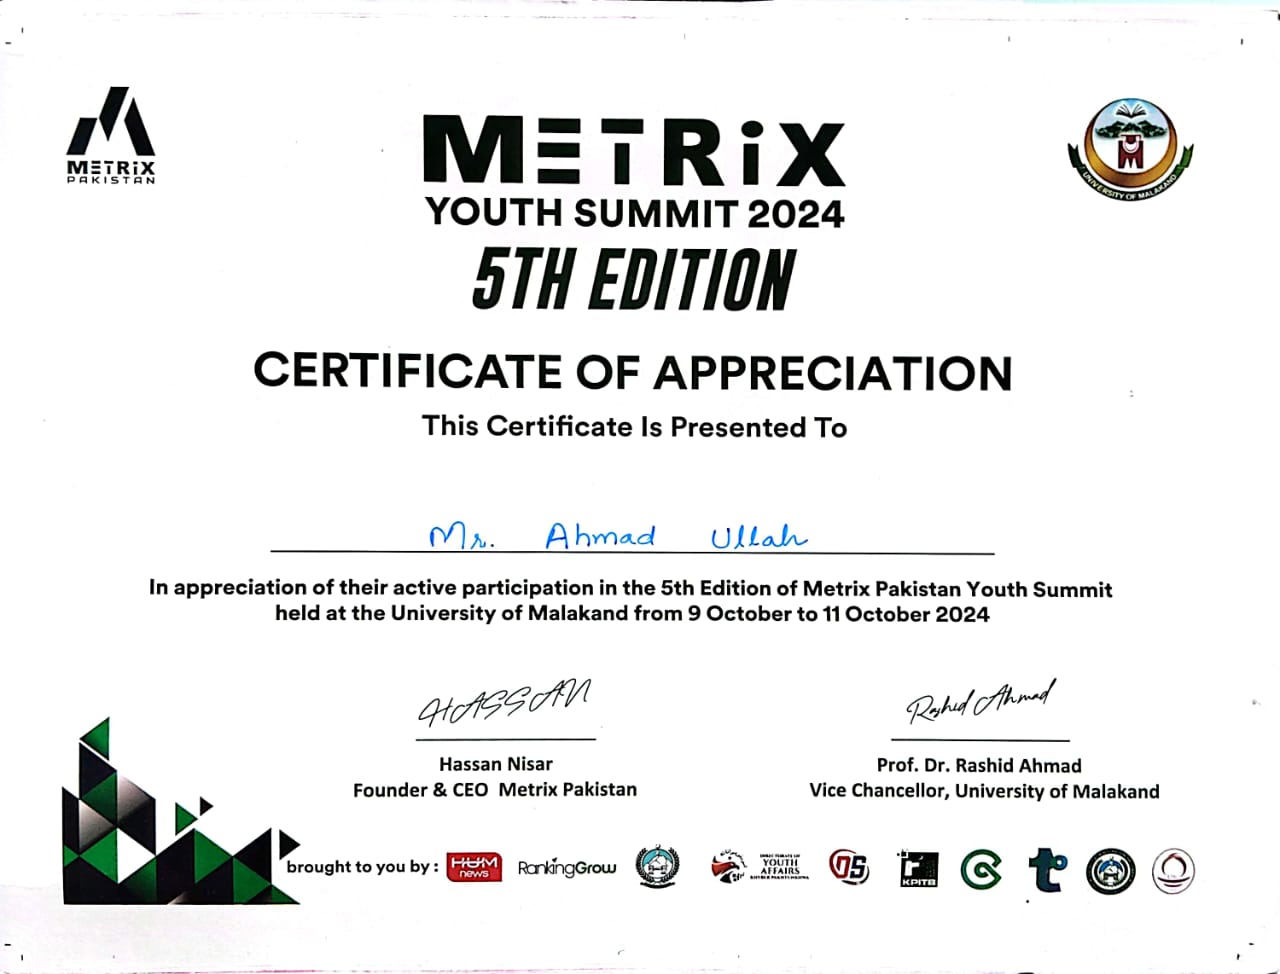 METRiX
PAKISTAN
METRiX
YOUTH SUMMIT 2024
5TH EDITION
UNIVERSITY OF MALAKAND
CERTIFICATE OF APPRECIATION
This Certificate Is Presented To
Mr. Ahmad Ullah
In appreciation of their active participation in the 5th Edition of Metrix Pakistan Youth Summit
held at the University of Malakand from 9 October to 11 October 2024
HASSAN
Rashid Ahmad
Hassan Nisar
Founder & CEO Metrix Pakistan
Prof. Dr. Rashid Ahmad
Vice Chancellor, University of Malakand
brought to you by :
HUM
news
RankingGrow
DIRECTORATE OF
YOUTH
AFFAIRS
KHYBER PAKHTUNKHWA
KPITB